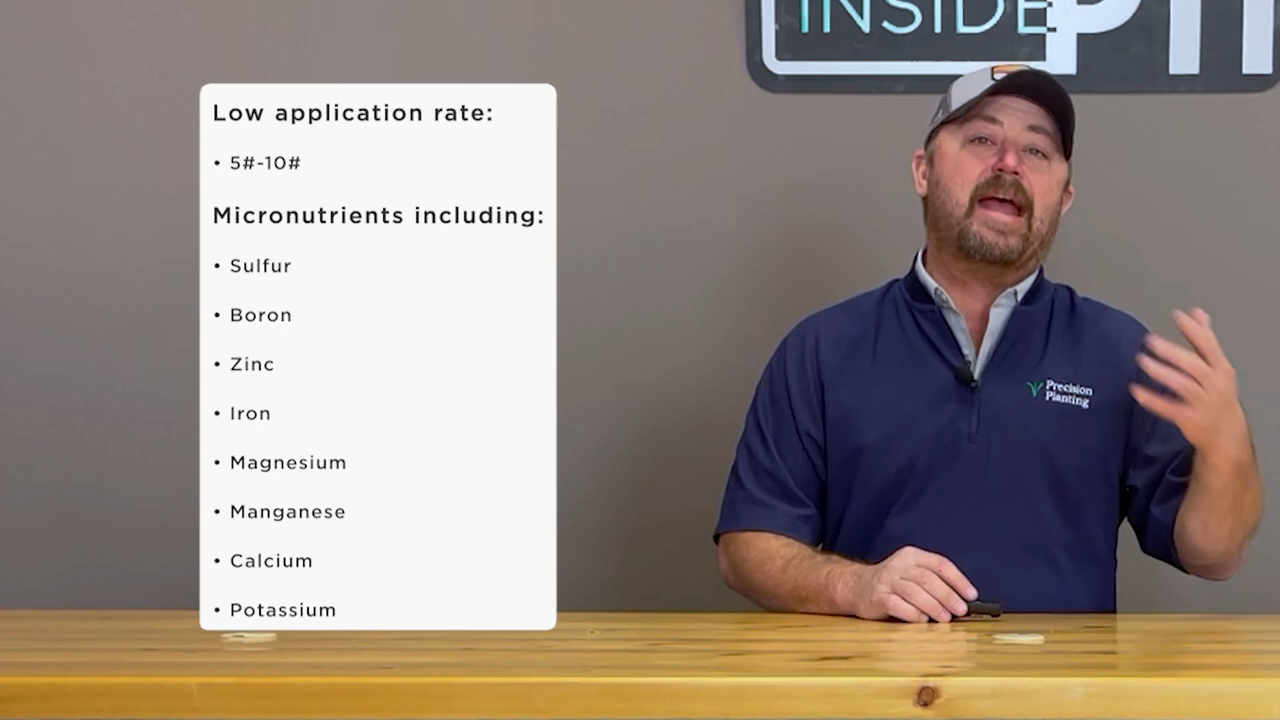 INSIDE
Low application rate:
• 5#-10#
Micronutrients including:
• Sulfur
• Boron
• Zinc
• Iron
• Magnesium
• Manganese
• Calcium
• Potassium
Precision
Planting